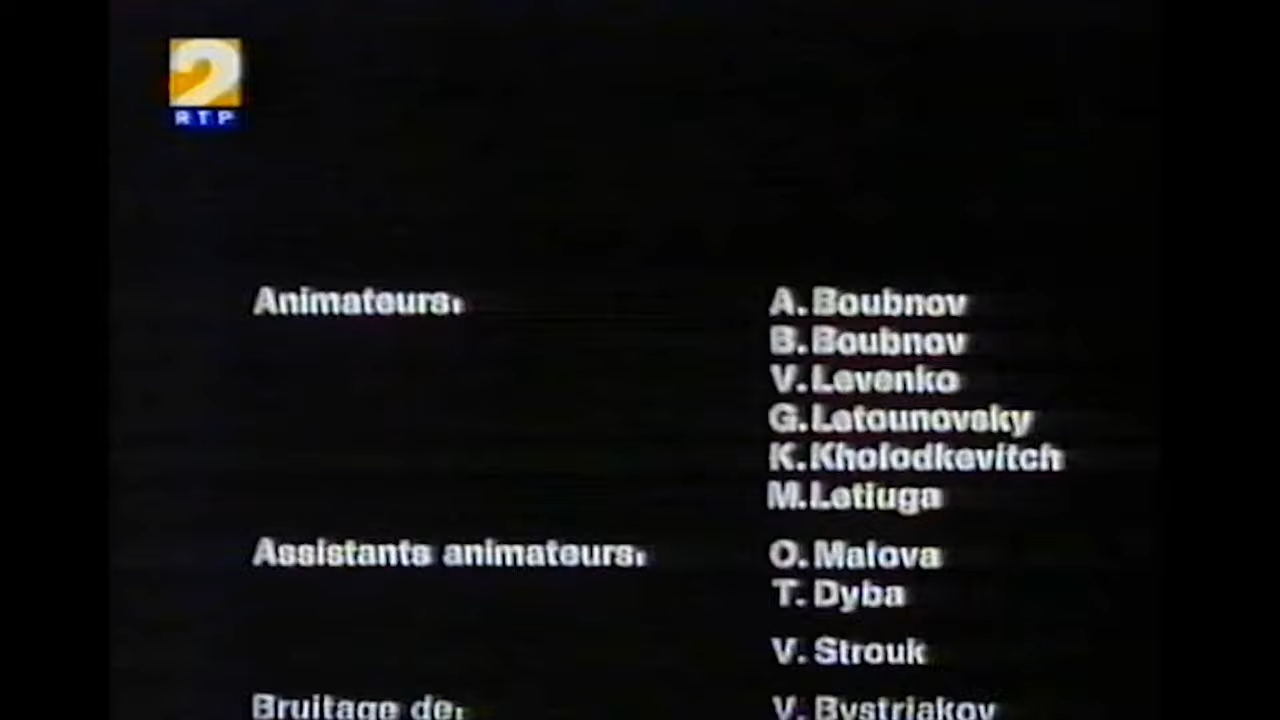 2
RTP
Animateurs: A. Boubnov
B. Boubnov
V. Levenko
G. Letounovsky
K. Kholodkevitch
M. Letiuga
Assistants animateurs: O. Malova
T. Dyba
V. Strouk
Bruitage de: V. Bystriakov